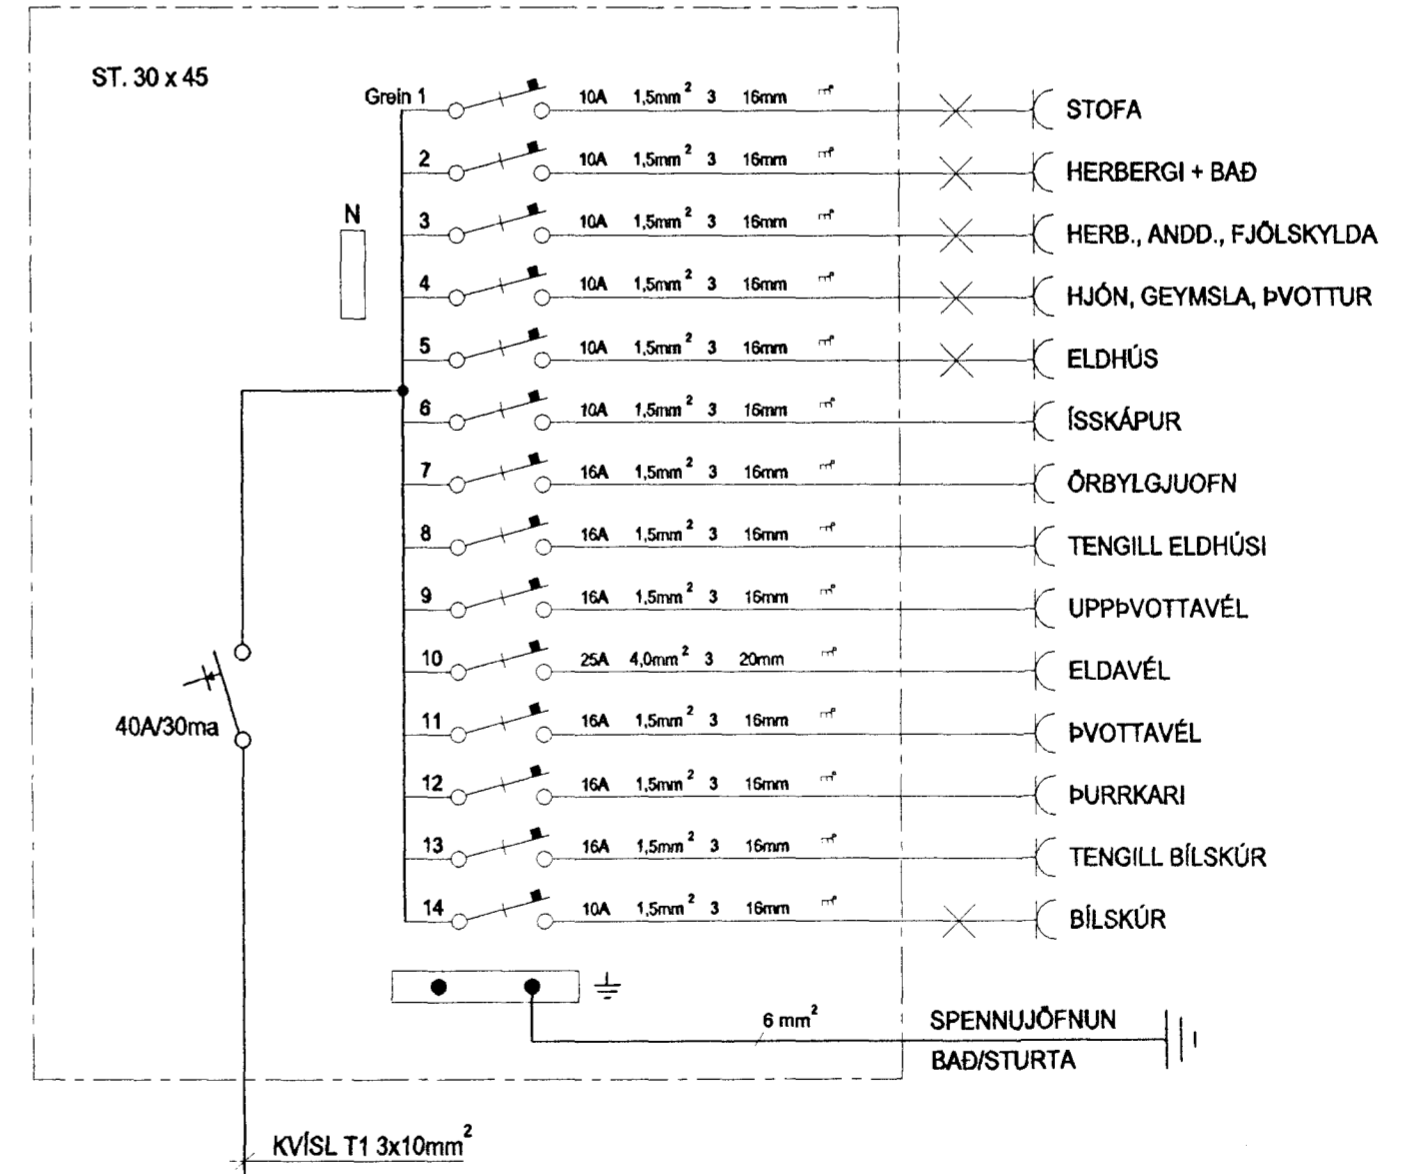 ST. 30 x 45
Grein 1 10A 1,5mm² 3 16mm STOFA
2 10A 1,5mm² 3 16mm HERBERGI + BAÐ
N
3 10A 1,5mm² 3 16mm HERB., ANDD., FJÖLSKYLDA
4 10A 1,5mm² 3 16mm HJÓN, GEYMSLA, ÞVOTTUR
5 10A 1,5mm² 3 16mm ELDHÚS
6 10A 1,5mm² 3 16mm ÍSSKÁPUR
7 16A 1,5mm² 3 16mm ÖRBYLGJUOFN
8 16A 1,5mm² 3 16mm TENGILL ELDHÚSI
9 16A 1,5mm² 3 16mm UPPÞVOTTAVÉL
10 25A 4,0mm² 3 20mm ELDAVÉL
40A/30ma
11 16A 1,5mm² 3 16mm ÞVOTTAVÉL
12 16A 1,5mm² 3 16mm ÞURRKARI
13 16A 1,5mm² 3 16mm TENGILL BÍLSKÚR
14 10A 1,5mm² 3 16mm BÍLSKÚR
6 mm² SPENNUJÖFNUN
BAÐ/STURTA
KVÍSL T1 3x10mm²